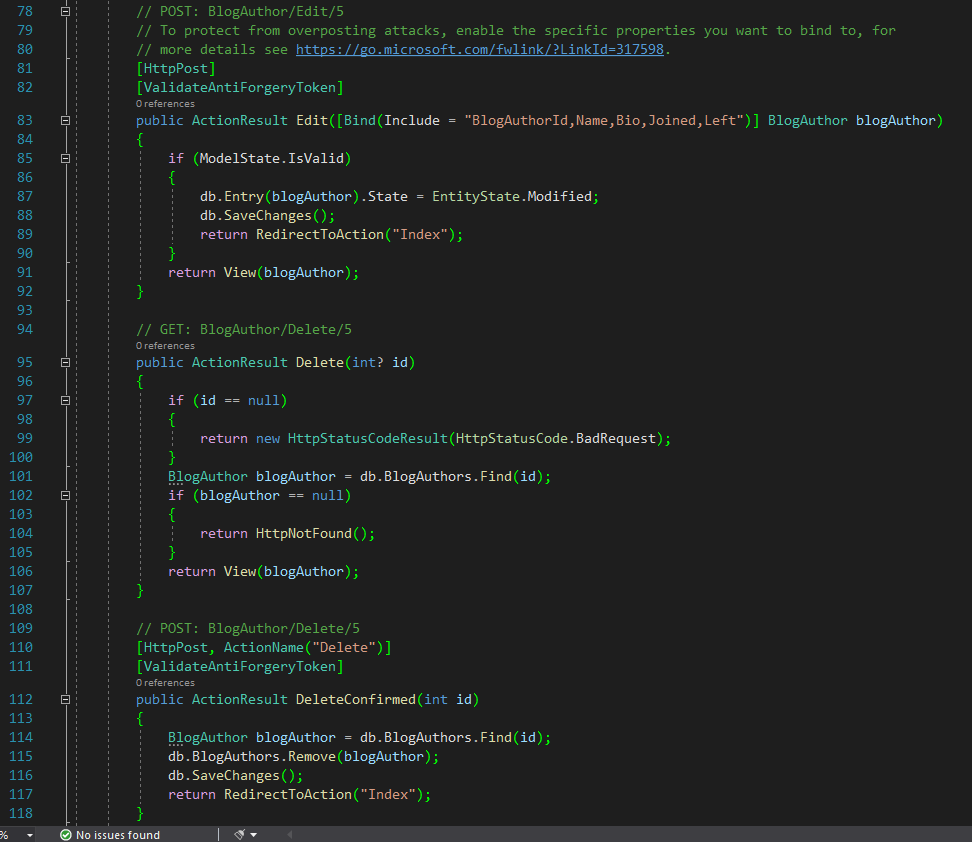 78 // POST: BlogAuthor/Edit/5
79 // To protect from overposting attacks, enable the specific properties you want to bind to, for
80 // more details see https://go.microsoft.com/fwlink/?LinkId=317598.
81 [HttpPost]
82 [ValidateAntiForgeryToken]
0 references
83 public ActionResult Edit([Bind(Include = "BlogAuthorId,Name,Bio,Joined,Left")] BlogAuthor blogAuthor)
84 {
85 if (ModelState.IsValid)
86 {
87 db.Entry(blogAuthor).State = EntityState.Modified;
88 db.SaveChanges();
89 return RedirectToAction("Index");
90 }
91 return View(blogAuthor);
92 }
93
94 // GET: BlogAuthor/Delete/5
0 references
95 public ActionResult Delete(int? id)
96 {
97 if (id == null)
98 {
99 return new HttpStatusCodeResult(HttpStatusCode.BadRequest);
100 }
101 BlogAuthor blogAuthor = db.BlogAuthors.Find(id);
102 if (blogAuthor == null)
103 {
104 return HttpNotFound();
105 }
106 return View(blogAuthor);
107 }
108
109 // POST: BlogAuthor/Delete/5
110 [HttpPost, ActionName("Delete")]
111 [ValidateAntiForgeryToken]
0 references
112 public ActionResult DeleteConfirmed(int id)
113 {
114 BlogAuthor blogAuthor = db.BlogAuthors.Find(id);
115 db.BlogAuthors.Remove(blogAuthor);
116 db.SaveChanges();
117 return RedirectToAction("Index");
118 }
% No issues found